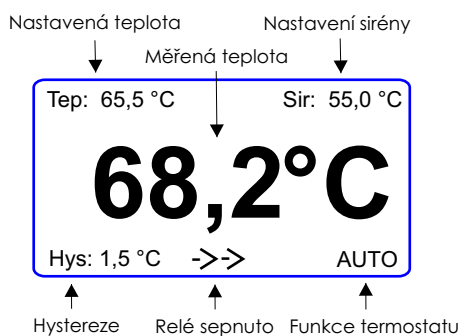 Nastavená teplota
Nastavení sirény
Měřená teplota
Tep: 65,5 °C
Sir: 55,0 °C
68,2°C
Hys: 1,5 °C
->->
AUTO
Hystereze
Relé sepnuto
Funkce termostatu